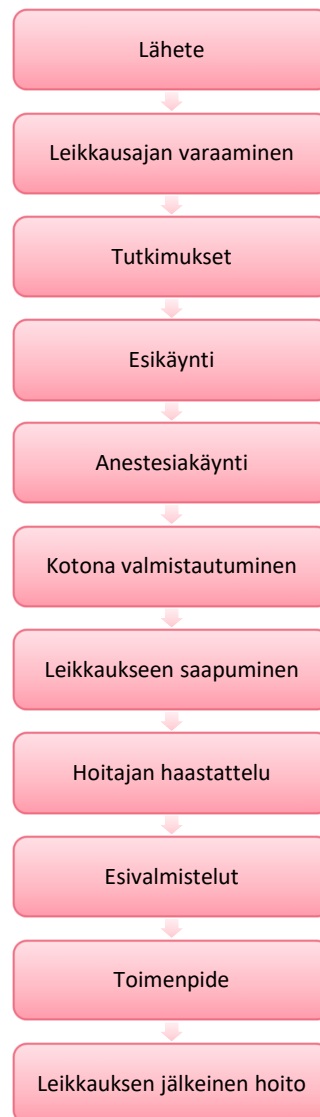 Lähete
Leikkausajan varaaminen
Tutkimukset
Esikäynti
Anestesiakäynti
Kotona valmistautuminen
Leikkaukseen saapuminen
Hoitajan haastattelu
Esivalmistelut
Toimenpide
Leikkauksen jälkeinen hoito